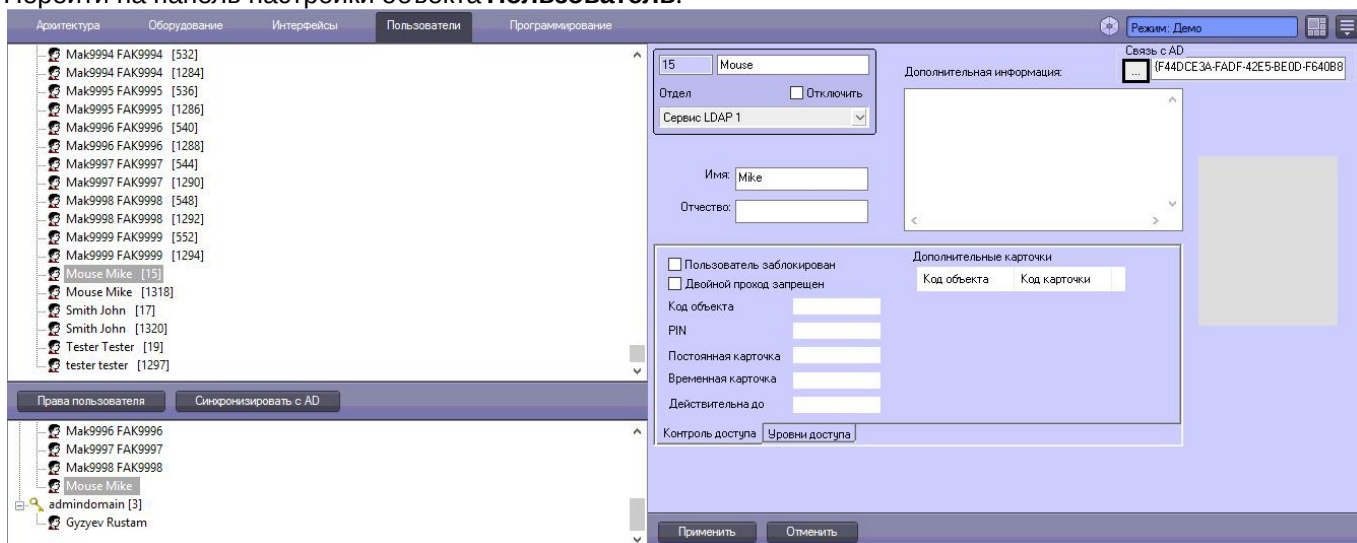 Перейти на панель настройки объекта Пользователь.
Архитектура Оборудование Интерфейсы Пользователи Программирование Режим: Демо
Mak9994 FAK9994 [532]
Mak9994 FAK9994 [1284]
Mak9995 FAK9995 [536]
Mak9995 FAK9995 [1286]
Mak9996 FAK9996 [540]
Mak9996 FAK9996 [1288]
Mak9997 FAK9997 [544]
Mak9997 FAK9997 [1290]
Mak9998 FAK9998 [548]
Mak9998 FAK9998 [1292]
Mak9999 FAK9999 [552]
Mak9999 FAK9999 [1294]
Mouse Mike [15]
Mouse Mike [1318]
Smith John [17]
Smith John [1320]
Tester Tester [19]
tester tester [1297]
Права пользователя Синхронизировать с AD
Mak9996 FAK9996
Mak9997 FAK9997
Mak9998 FAK9998
Mouse Mike
admindomain [3]
Gyzyev Rustam
15 Mouse
Отдел Отключить
Сервис LDAP 1
Имя: Mike
Отчество:
Дополнительная информация:
Связь с AD
... {F44DCE3A-FADF-42E5-BE0D-F640B8
Пользователь заблокирован
Двойной проход запрещен
Код объекта
PIN
Постоянная карточка
Временная карточка
Действительна до
Дополнительные карточки
Код объекта Код карточки
Контроль доступа Уровни доступа
Применить Отменить